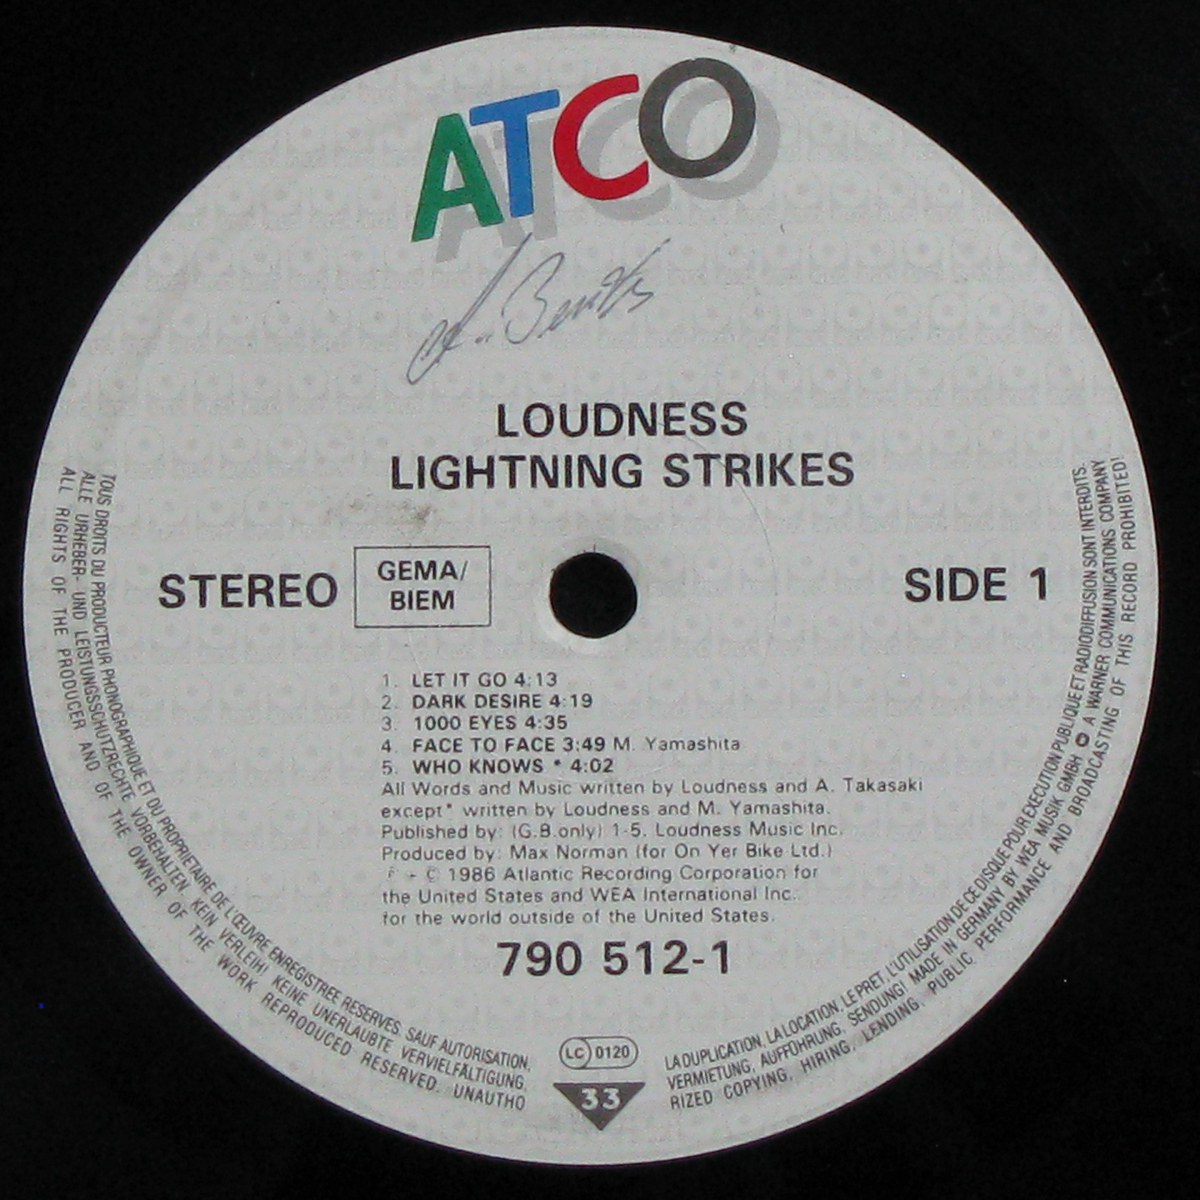 ATCO
LOUDNESS
LIGHTNING STRIKES
STEREO
GEMA/
BIEM
SIDE 1
1. LET IT GO 4:13
2. DARK DESIRE 4:19
3. 1000 EYES 4:35
4. FACE TO FACE 3:49 M. Yamashita
5. WHO KNOWS * 4:02
All Words and Music written by Loudness and A. Takasaki
except* written by Loudness and M. Yamashita.
Published by: (G.B.only) 1-5. Loudness Music Inc.
Produced by: Max Norman (for On Yer Bike Ltd.)
℗ + © 1986 Atlantic Recording Corporation for
the United States and WEA International Inc.
for the world outside of the United States.
790 512-1
LC 0120
33
TOUS DROITS DU PRODUCTEUR PHONOGRAPHIQUE ET DU PROPRIETAIRE DE L'ŒUVRE ENREGISTREE RESERVES. SAUF AUTORISATION, LA DUPLICATION, LA LOCATION, LE PRET, L'UTILISATION DE CE DISQUE POUR EXECUTION PUBLIQUE ET RADIODIFFUSION SONT INTERDITS.
ALLE URHEBER- UND LEISTUNGSSCHUTZRECHTE VORBEHALTEN. KEIN VERLEIH! KEINE UNERLAUBTE VERVIELFÄLTIGUNG, VERMIETUNG, AUFFÜHRUNG, SENDUNG! MADE IN GERMANY BY WEA MUSIK GMBH A WARNER COMMUNICATIONS COMPANY
ALL RIGHTS OF THE PRODUCER AND OF THE OWNER OF THE WORK REPRODUCED RESERVED. UNAUTHORIZED COPYING, HIRING, LENDING, PUBLIC PERFORMANCE AND BROADCASTING OF THIS RECORD PROHIBITED!